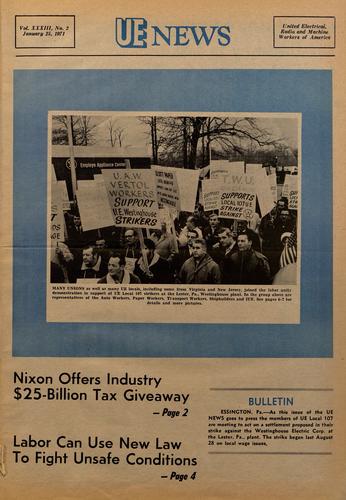 Vol. XXXIII, No. 2
January 25, 1971
UE NEWS
United Electrical,
Radio and Machine
Workers of America
Employe Appliance Center
U.A.W.
VERTOL
WORKERS
SUPPORT
U.E. Westinghouse
STRIKERS
T.W.U.
SUPPORTS
LOCAL 107 UE
STRIKE
AGAINST
MANY UNIONS as well as many UE locals, including some from Virginia and New Jersey, joined the labor unity
demonstration in support of UE Local 107 strikers at the Lester, Pa., Westinghouse plant. In the group above are
representatives of the Auto Workers, Paper Workers, Transport Workers, Shipbuilders and IUE. See pages 6-7 for
details and more pictures.
Nixon Offers Industry
$25-Billion Tax Giveaway
— Page 2
Labor Can Use New Law
To Fight Unsafe Conditions
— Page 4
BULLETIN
ESSINGTON, Pa.—As this issue of the UE
NEWS goes to press the members of UE Local 107
are meeting to act on a settlement proposed in their
strike against the Westinghouse Electric Corp. at
the Lester, Pa., plant. The strike began last August
28 on local wage issues.